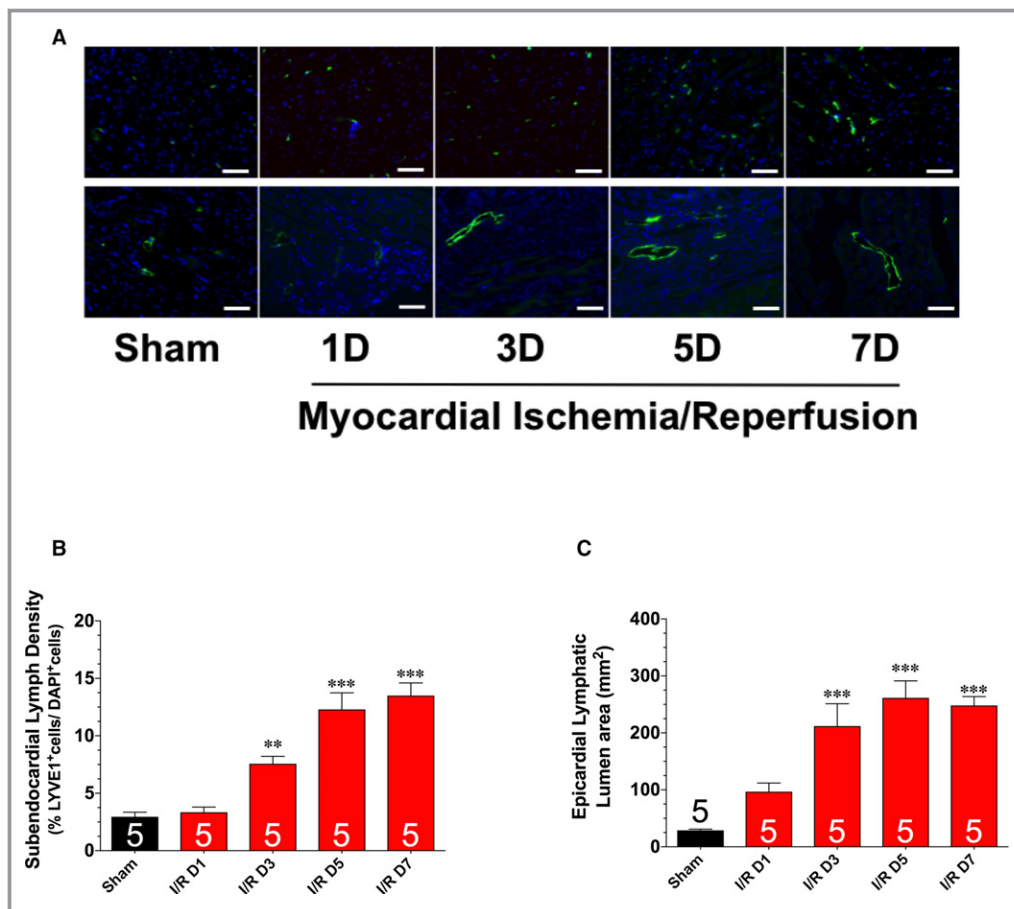 A
Sham 1D 3D 5D 7D
Myocardial Ischemia/Reperfusion
B
Subendocardial Lymph Density
(% LYVE1⁺cells/ DAPI⁺cells)
20
15
10
5
0
** *** ***
5 5 5 5 5
Sham I/R D1 I/R D3 I/R D5 I/R D7
C
Epicardial Lymphatic
Lumen area (mm²)
400
300
200
100
0
*** *** ***
5 5 5 5 5
Sham I/R D1 I/R D3 I/R D5 I/R D7